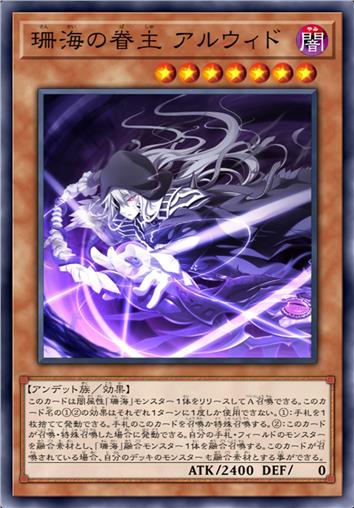 珊海の眷主 アルウィド
闇
【アンデット族／効果】
このカードは闇属性「珊海」モンスター１体をリリースしてＡ召喚できる。このカ
ード名の①②の効果はそれぞれ１ターンに１度しか使用できない。①：手札を１
枚捨てて発動できる。手札のこのカードを召喚か特殊召喚する。②：このカード
が召喚・特殊召喚した場合に発動できる。自分の手札・フィールドのモンスター
を融合素材とし、「珊海」融合モンスター１体を融合召喚する。このカードがＡ召
喚されている場合、自分のデッキのモンスターも融合素材とする事ができる。
ATK/2400 DEF/ 0